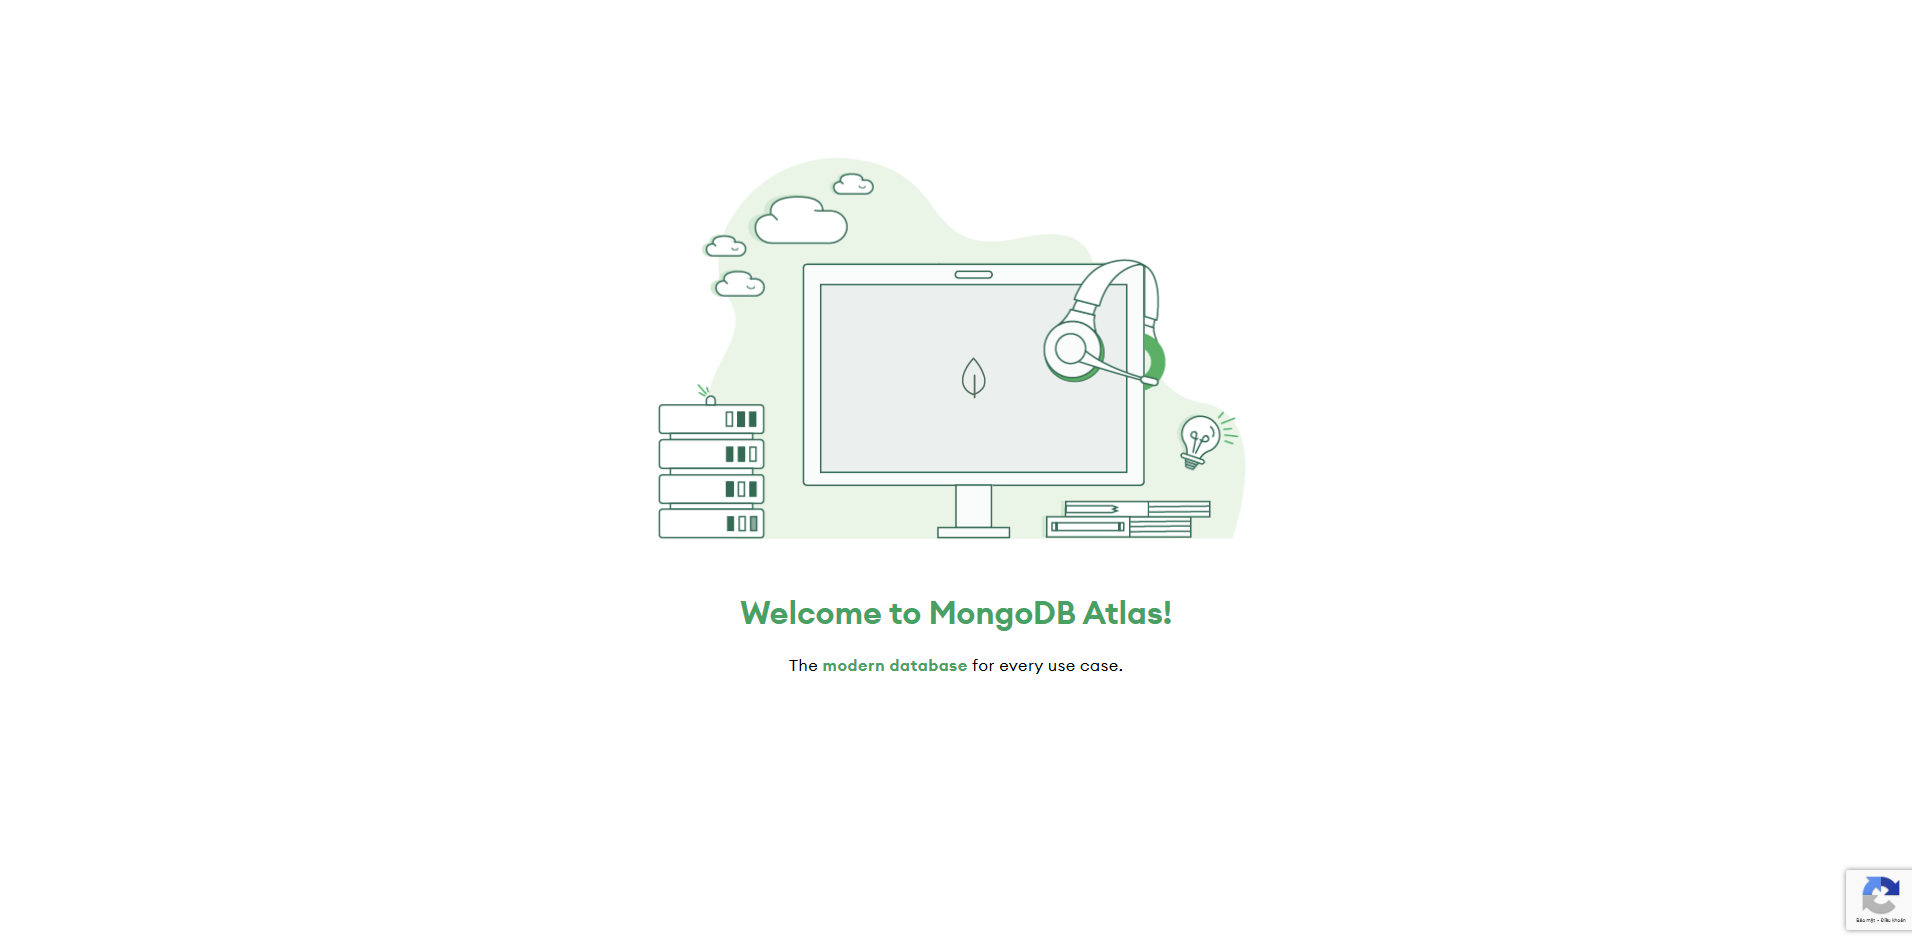 Welcome to MongoDB Atlas!
The modern database for every use case.
Bảo mật - Điều khoản